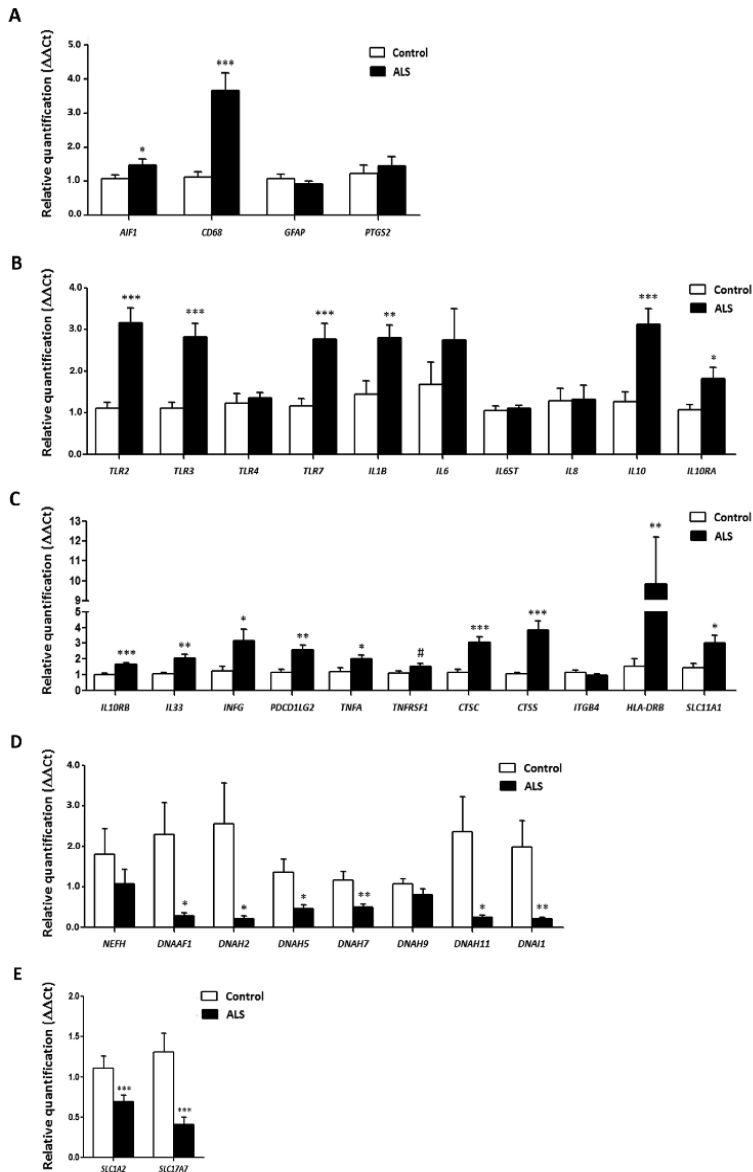 A
Relative quantification (ΔΔCt)
5.0
4.0
3.0
2.0
1.0
0.0
Control
ALS
*
***
AIF1 CD68 GFAP PTGS2
B
Relative quantification (ΔΔCt)
4.0
3.0
2.0
1.0
0.0
Control
ALS
*** *** *** ** *** *
TLR2 TLR3 TLR4 TLR7 IL1B IL6 IL6ST IL8 IL10 IL10RA
C
Relative quantification (ΔΔCt)
13
12
11
10
9
8
6
5
4
3
2
1
0
Control
ALS
*** ** * ** * # *** *** ** *
IL10RB IL33 INFG PDCD1LG2 TNFA TNFRSF1 CTSC CTSS ITGB4 HLA-DRB SLC11A1
D
Relative quantification (ΔΔCt)
4.0
3.0
2.0
1.0
0.0
Control
ALS
* * * ** * **
NEFH DNAAF1 DNAH2 DNAH5 DNAH7 DNAH9 DNAH11 DNAI1
E
Relative quantification (ΔΔCt)
2.0
1.5
1.0
0.5
0.0
Control
ALS
*** ***
SLC1A2 SLC17A7